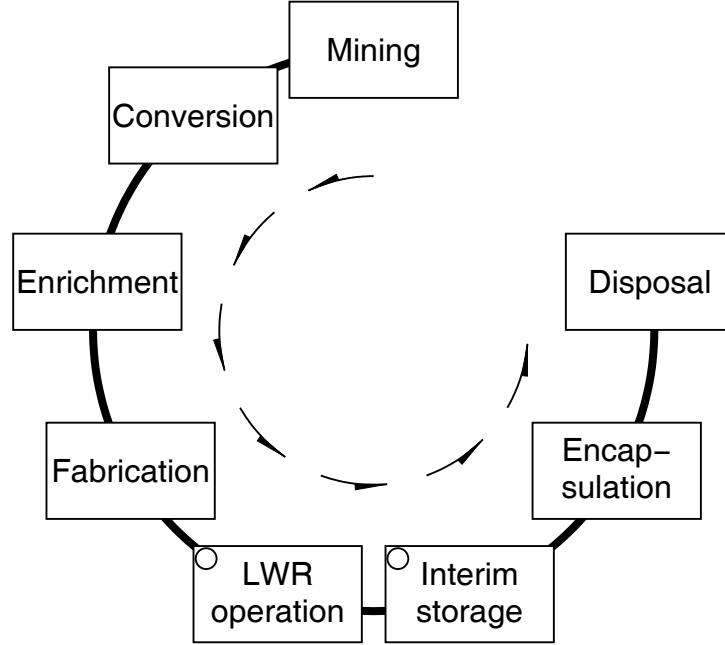 Mining
Conversion
Enrichment
Fabrication
LWR
operation
Interim
storage
Encap−
sulation
Disposal